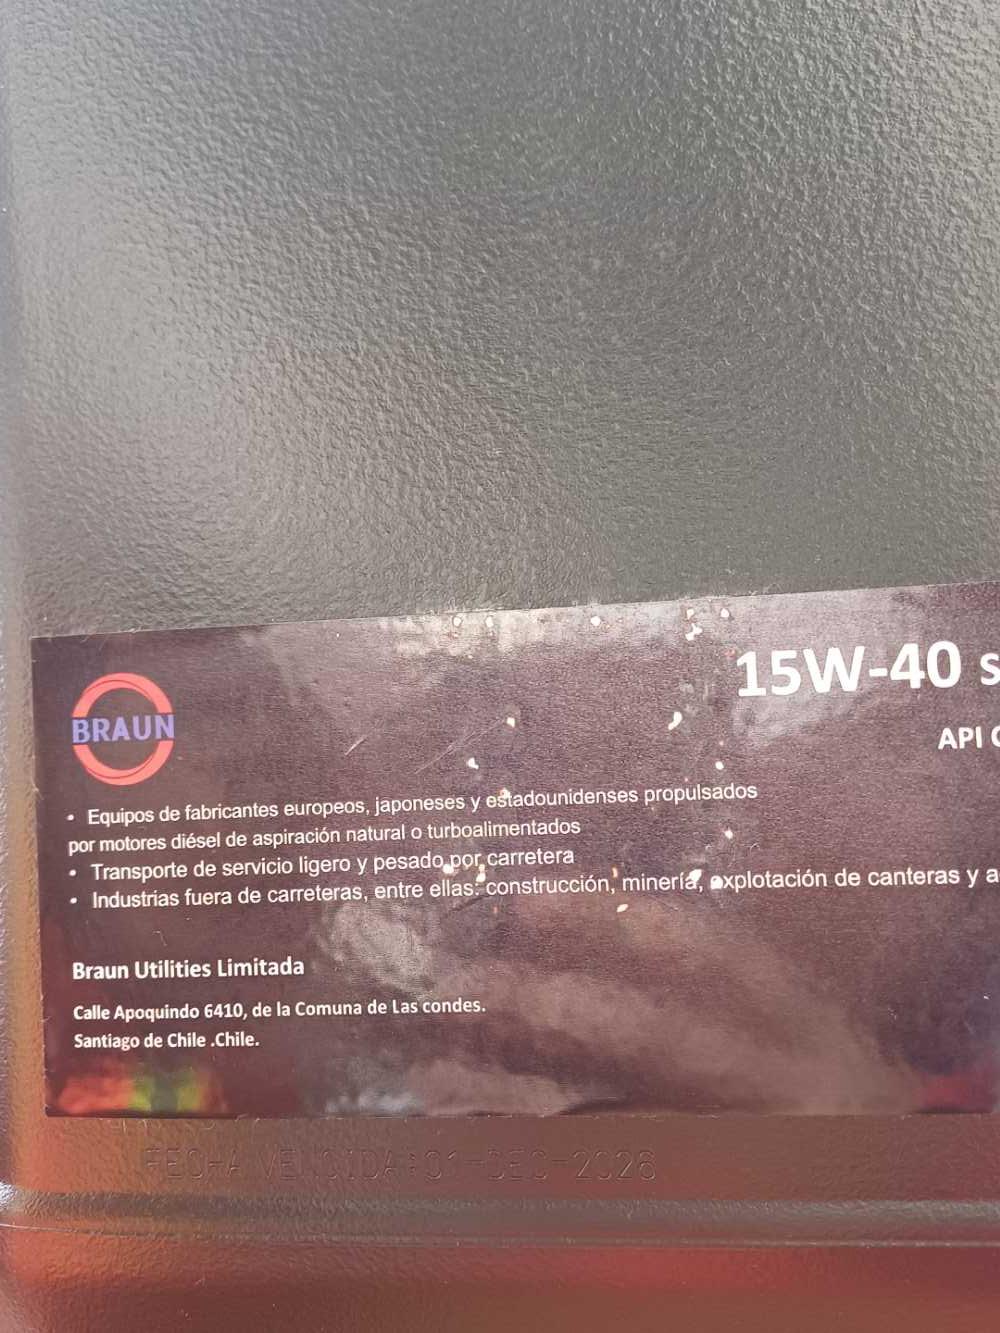 15W-40 S
API
BRAUN
• Equipos de fabricantes europeos, japoneses y estadounidenses propulsados
por motores diésel de aspiración natural o turboalimentados
• Transporte de servicio ligero y pesado por carretera
• Industrias fuera de carreteras, entre ellas: construcción, minería, explotación de canteras y a
Braun Utilities Limitada
Calle Apoquindo 6410, de la Comuna de Las condes.
Santiago de Chile .Chile.
FECHA VENCIDA:01-DEC-2026